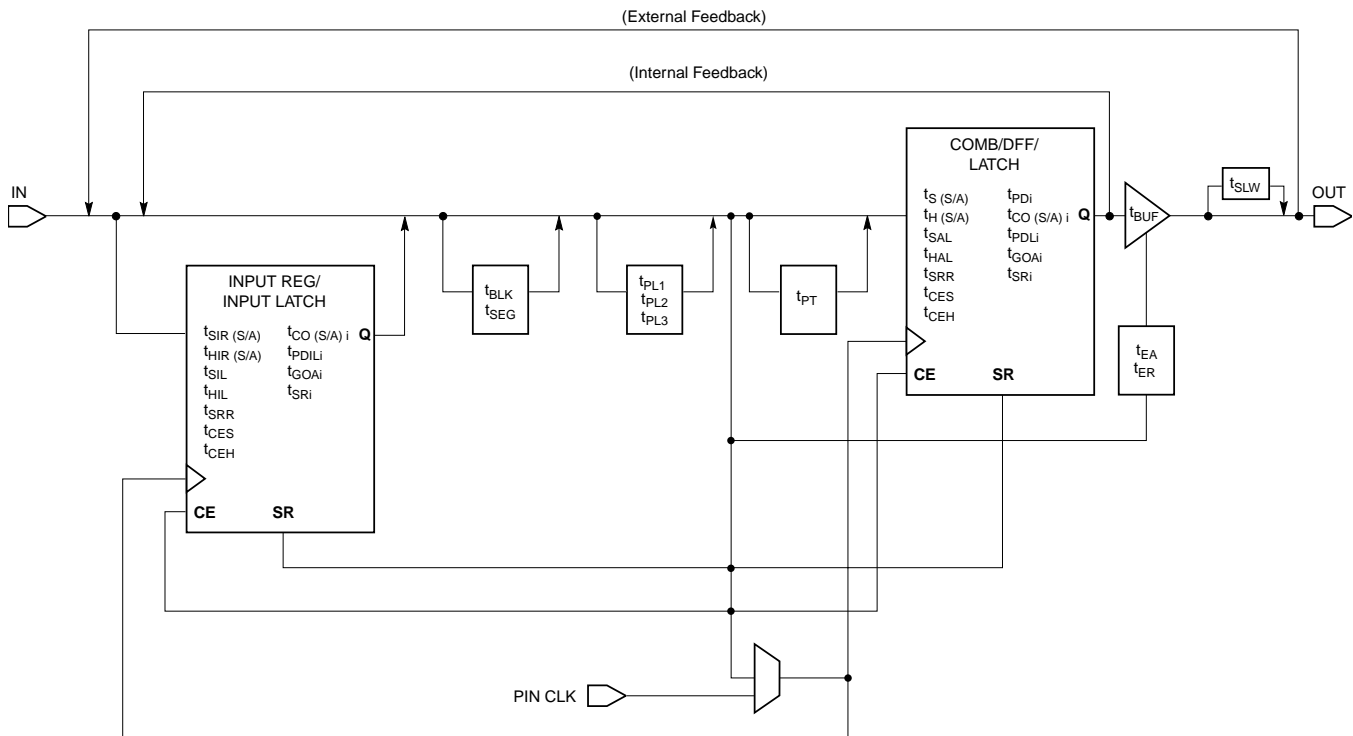 (External Feedback)
(Internal Feedback)
IN
COMB/DFF/
LATCH
tS (S/A) tPDi
tH (S/A) tCO (S/A) i
tSAL tPDLi
tHAL tGOAi
tSRR tSRi
tCES
tCEH
Q
CE SR
tBUF
tSLW
OUT
INPUT REG/
INPUT LATCH
tSIR (S/A) tCO (S/A) i
tHIR (S/A) tPDILi
tSIL tGOAi
tHIL tSRi
tSRR
tCES
tCEH
Q
CE SR
tBLK
tSEG
tPL1
tPL2
tPL3
tPT
tEA
tER
PIN CLK